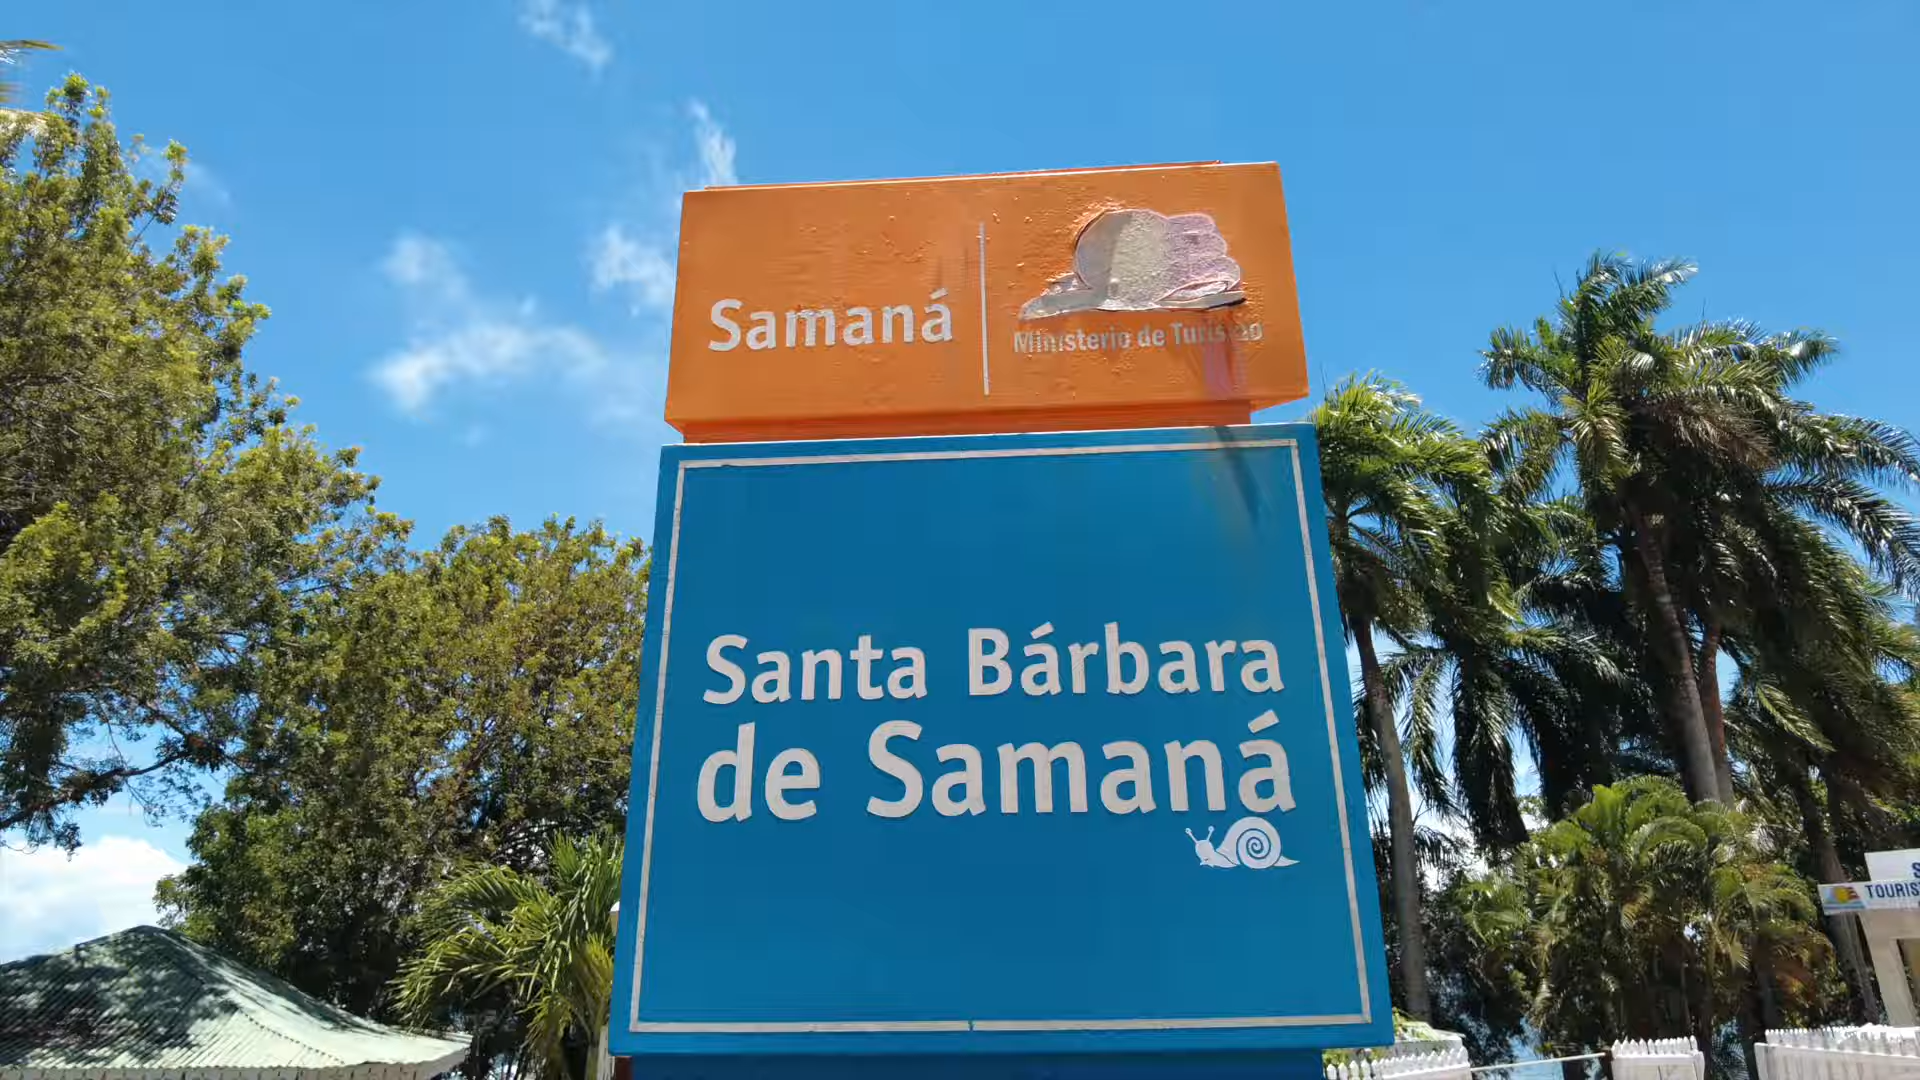 Samaná
Ministerio de Turismo
Santa Bárbara
de Samaná